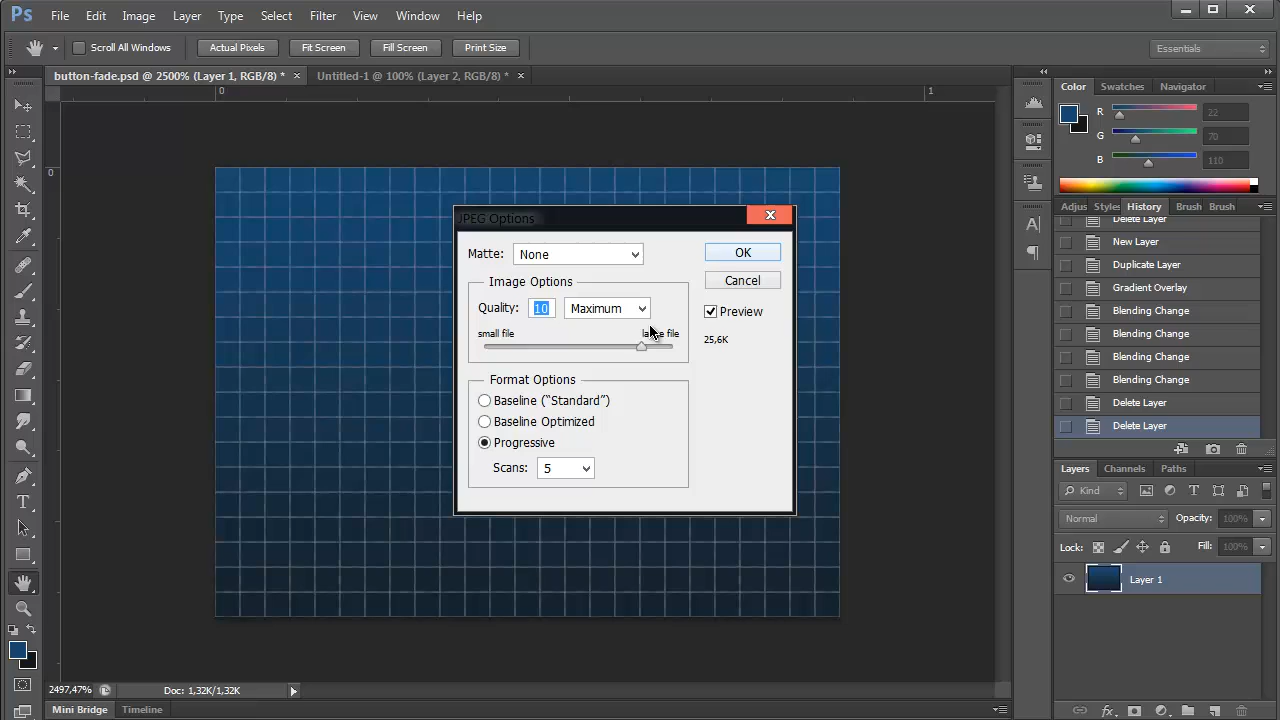 Ps File Edit Image Layer Type Select Filter View Window Help
Scroll All Windows Actual Pixels Fit Screen Fill Screen Print Size Essentials
button-fade.psd @ 2500% (Layer 1, RGB/8) * × Untitled-1 @ 100% (Layer 2, RGB/8) * ×
0 1
0
Color Swatches Navigator
R 22
G 70
B 110
Adjus Styles History Brush Brush
Delete Layer
New Layer
Duplicate Layer
Gradient Overlay
Blending Change
Blending Change
Blending Change
Blending Change
Delete Layer
Delete Layer
JPEG Options
Matte: None OK
Image Options Cancel
Quality: 10 Maximum Preview
small file large file
25,6K
Format Options
Baseline (“Standard”)
Baseline Optimized
Progressive
Scans: 5
Layers Channels Paths
Kind
Normal Opacity: 100%
Lock: Fill: 100%
Layer 1
2497,47% Doc: 1,32K/1,32K
Mini Bridge Timeline